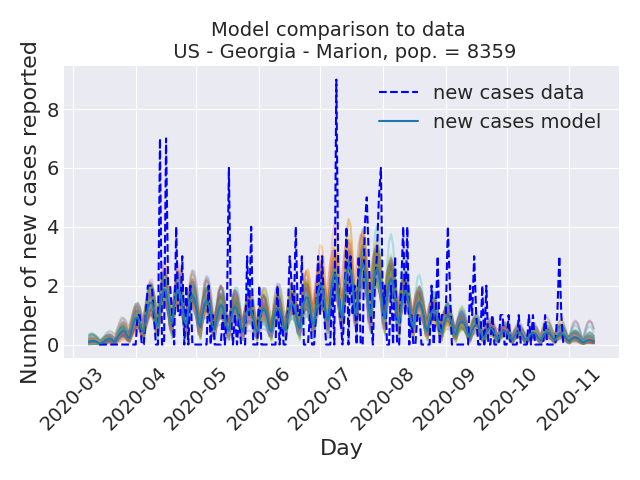 Model comparison to data
US - Georgia - Marion, pop. = 8359
new cases data
new cases model
Number of new cases reported
8
6
4
2
0
2020-03
2020-04
2020-05
2020-06
2020-07
2020-08
2020-09
2020-10
2020-11
Day